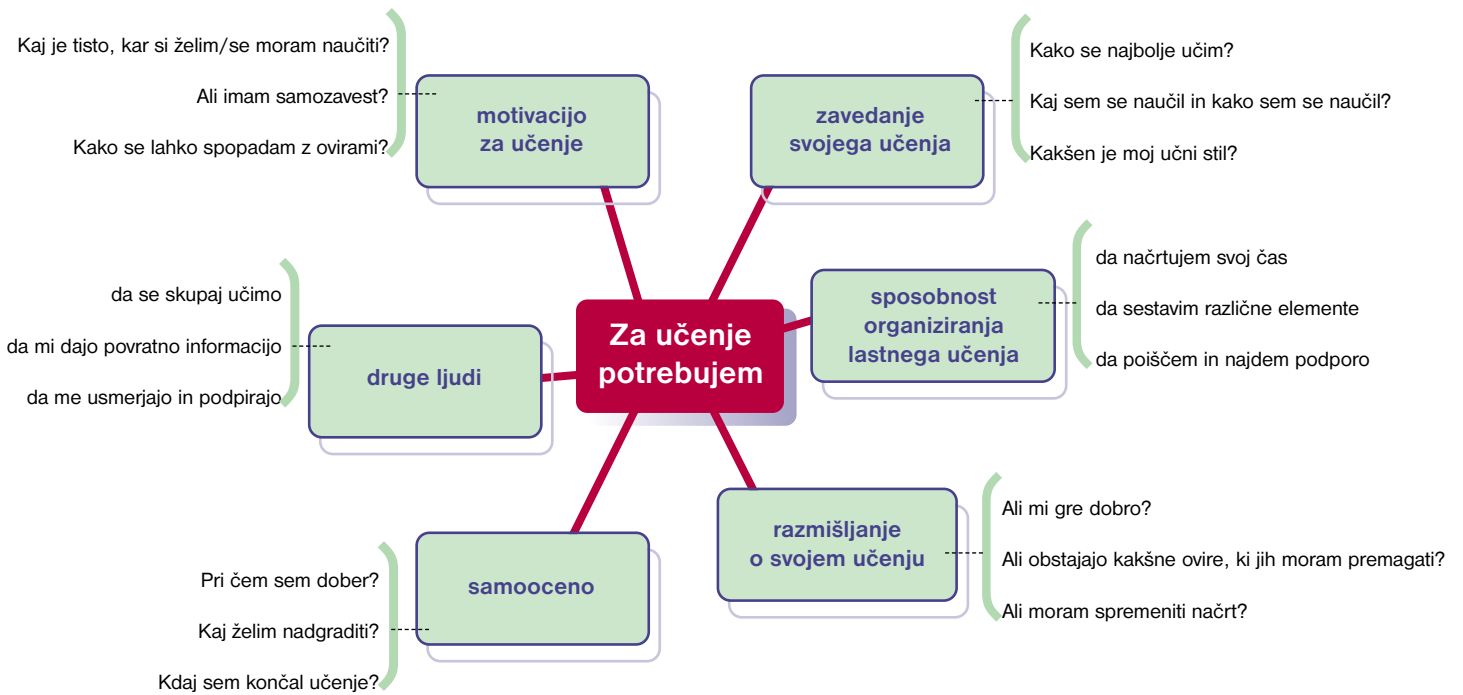 Kaj je tisto, kar si želim/se moram naučiti?
Ali imam samozavest?
Kako se lahko spopadam z ovirami?
motivacijo
za učenje
zavedanje
svojega učenja
Kako se najbolje učim?
Kaj sem se naučil in kako sem se naučil?
Kakšen je moj učni stil?
da se skupaj učimo
da mi dajo povratno informacijo
da me usmerjajo in podpirajo
druge ljudi
Za učenje
potrebujem
sposobnost
organiziranja
lastnega učenja
da načrtujem svoj čas
da sestavim različne elemente
da poiščem in najdem podporo
Pri čem sem dober?
Kaj želim nadgraditi?
Kdaj sem končal učenje?
samooceno
razmišljanje
o svojem učenju
Ali mi gre dobro?
Ali obstajajo kakšne ovire, ki jih moram premagati?
Ali moram spremeniti načrt?